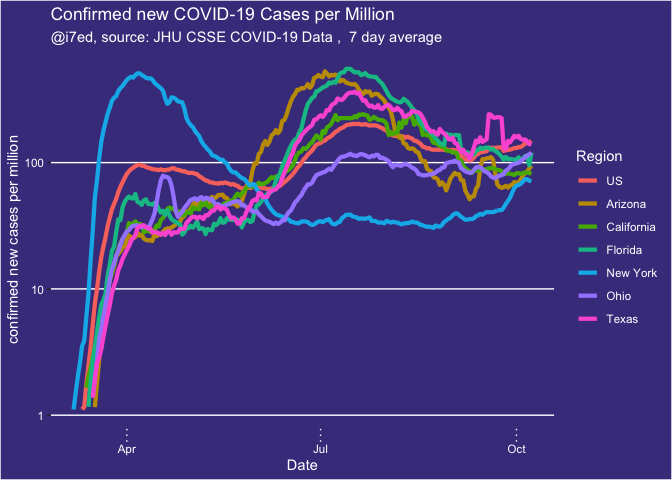 Confirmed new COVID-19 Cases per Million
@i7ed, source: JHU CSSE COVID-19 Data ,  7 day average
confirmed new cases per million
100
10
1
Apr
Jul
Oct
Date
Region
US
Arizona
California
Florida
New York
Ohio
Texas